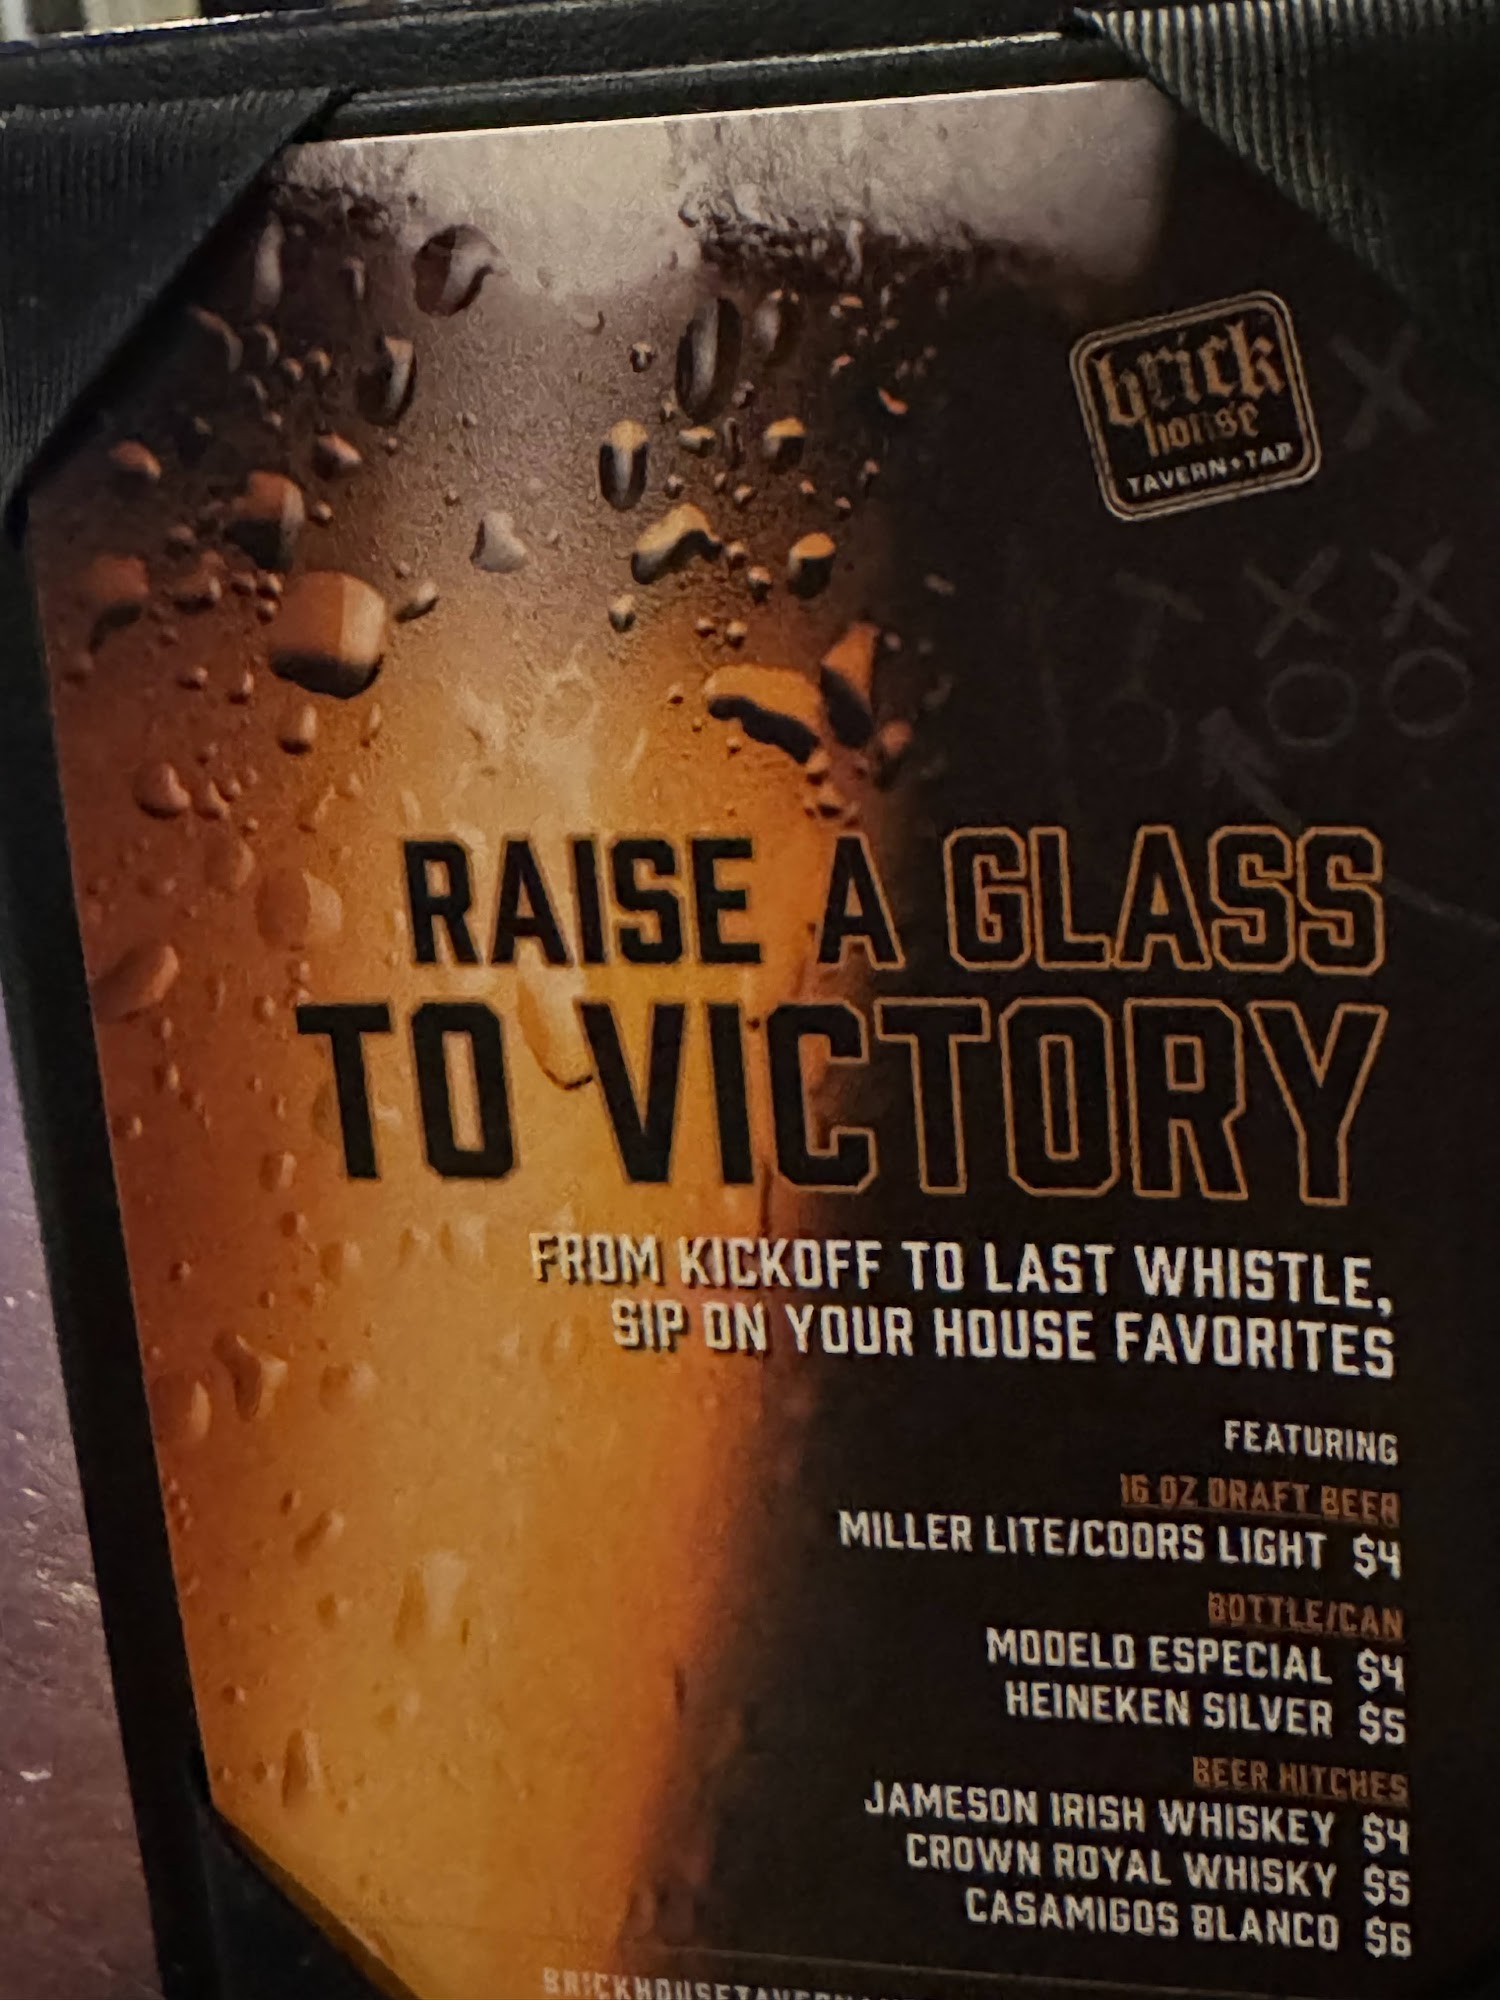 brick
house
TAVERN+TAP
RAISE A GLASS
TO VICTORY
FROM KICKOFF TO LAST WHISTLE,
SIP ON YOUR HOUSE FAVORITES
FEATURING
16 OZ DRAFT BEER
MILLER LITE/COORS LIGHT $4
BOTTLE/CAN
MODELO ESPECIAL $4
HEINEKEN SILVER $5
BEER HITCHES
JAMESON IRISH WHISKEY $4
CROWN ROYAL WHISKY $5
CASAMIGOS BLANCO $6